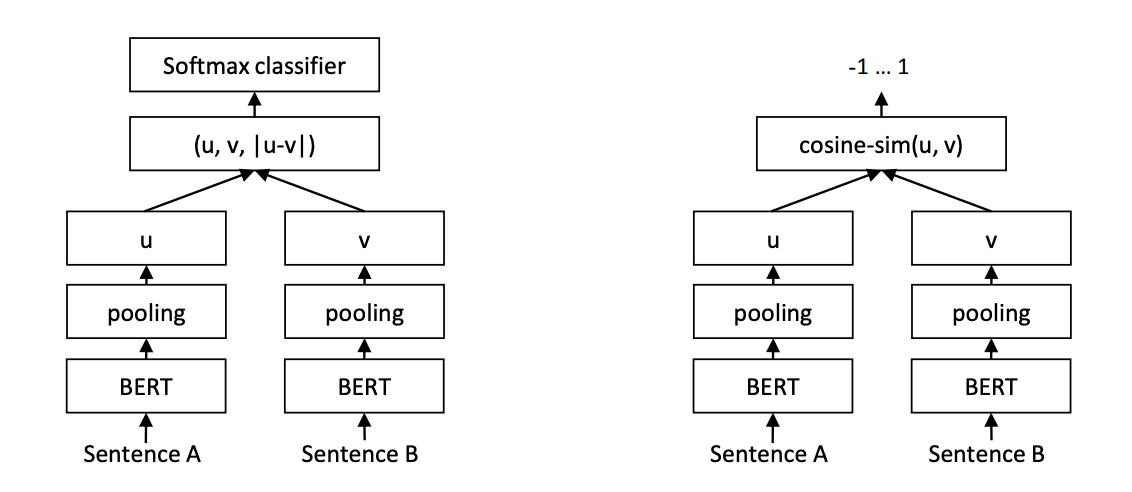 Softmax classifier
(u, v, |u-v|)
u
v
pooling
pooling
BERT
BERT
Sentence A
Sentence B
-1 … 1
cosine-sim(u, v)
u
v
pooling
pooling
BERT
BERT
Sentence A
Sentence B